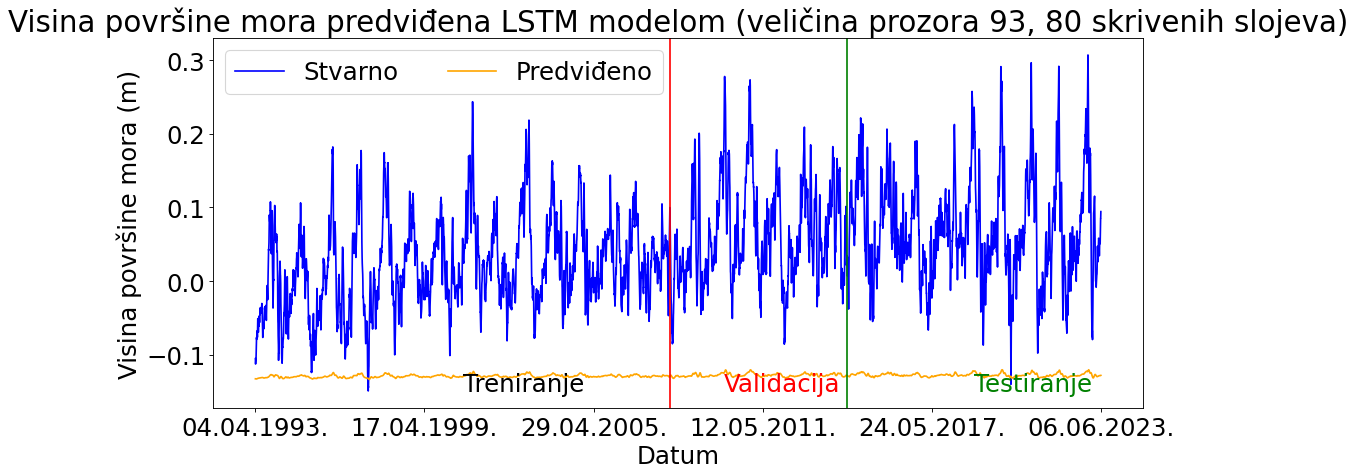 Visina površine mora predviđena LSTM modelom (veličina prozora 93, 80 skrivenih slojeva)
Stvarno
Predviđeno
0.3
0.2
0.1
0.0
−0.1
Visina površine mora (m)
Treniranje
Validacija
Testiranje
04.04.1993.
17.04.1999.
29.04.2005.
12.05.2011.
24.05.2017.
06.06.2023.
Datum